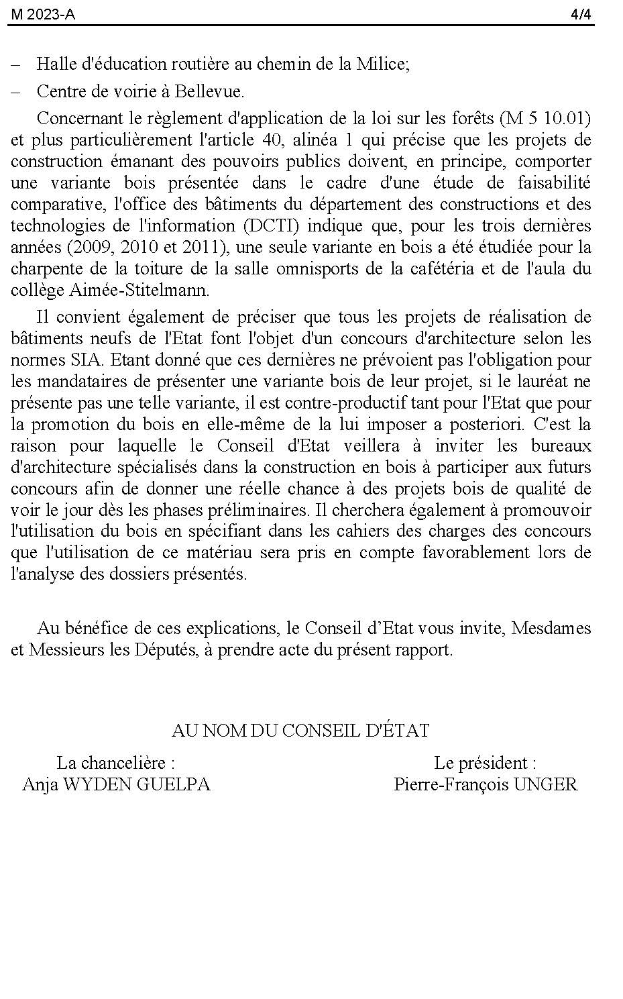 M 2023-A 4/4
– Halle d'éducation routière au chemin de la Milice;
– Centre de voirie à Bellevue.
Concernant le règlement d'application de la loi sur les forêts (M 5 10.01)
et plus particulièrement l'article 40, alinéa 1 qui précise que les projets de
construction émanant des pouvoirs publics doivent, en principe, comporter
une variante bois présentée dans le cadre d'une étude de faisabilité
comparative, l'office des bâtiments du département des constructions et des
technologies de l'information (DCTI) indique que, pour les trois dernières
années (2009, 2010 et 2011), une seule variante en bois a été étudiée pour la
charpente de la toiture de la salle omnisports de la cafétéria et de l'aula du
collège Aimée-Stitelmann.
Il convient également de préciser que tous les projets de réalisation de
bâtiments neufs de l'Etat font l'objet d'un concours d'architecture selon les
normes SIA. Etant donné que ces dernières ne prévoient pas l'obligation pour
les mandataires de présenter une variante bois de leur projet, si le lauréat ne
présente pas une telle variante, il est contre-productif tant pour l'Etat que pour
la promotion du bois en elle-même de la lui imposer a posteriori. C'est la
raison pour laquelle le Conseil d'Etat veillera à inviter les bureaux
d'architecture spécialisés dans la construction en bois à participer aux futurs
concours afin de donner une réelle chance à des projets bois de qualité de
voir le jour dès les phases préliminaires. Il cherchera également à promouvoir
l'utilisation du bois en spécifiant dans les cahiers des charges des concours
que l'utilisation de ce matériau sera pris en compte favorablement lors de
l'analyse des dossiers présentés.
Au bénéfice de ces explications, le Conseil d’Etat vous invite, Mesdames
et Messieurs les Députés, à prendre acte du présent rapport.
AU NOM DU CONSEIL D'ÉTAT
La chancelière : Le président :
Anja WYDEN GUELPA Pierre-François UNGER